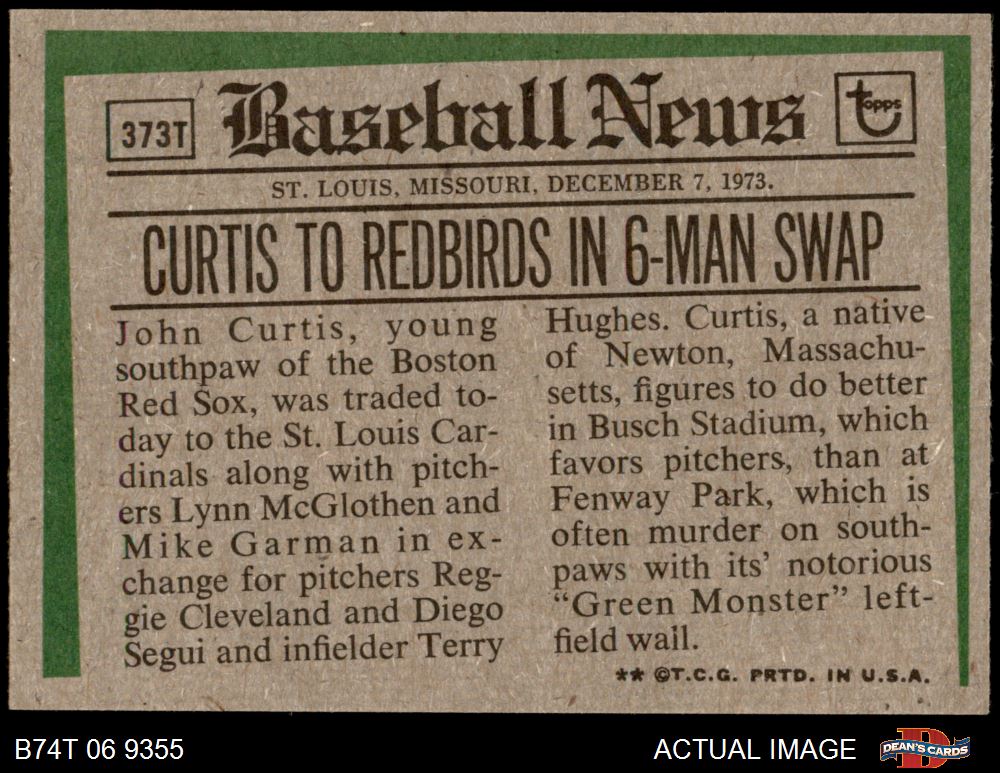 373T
Baseball News
topps
ST. LOUIS, MISSOURI, DECEMBER 7, 1973.
CURTIS TO REDBIRDS IN 6-MAN SWAP
John Curtis, young
southpaw of the Boston
Red Sox, was traded to-
day to the St. Louis Car-
dinals along with pitch-
ers Lynn McGlothen and
Mike Garman in ex-
change for pitchers Reg-
gie Cleveland and Diego
Segui and infielder Terry
Hughes. Curtis, a native
of Newton, Massachu-
setts, figures to do better
in Busch Stadium, which
favors pitchers, than at
Fenway Park, which is
often murder on south-
paws with its' notorious
"Green Monster" left-
field wall.
** ©T.C.G. PRTD. IN U.S.A.
B74T 06 9355
ACTUAL IMAGE
DEAN'S CARDS